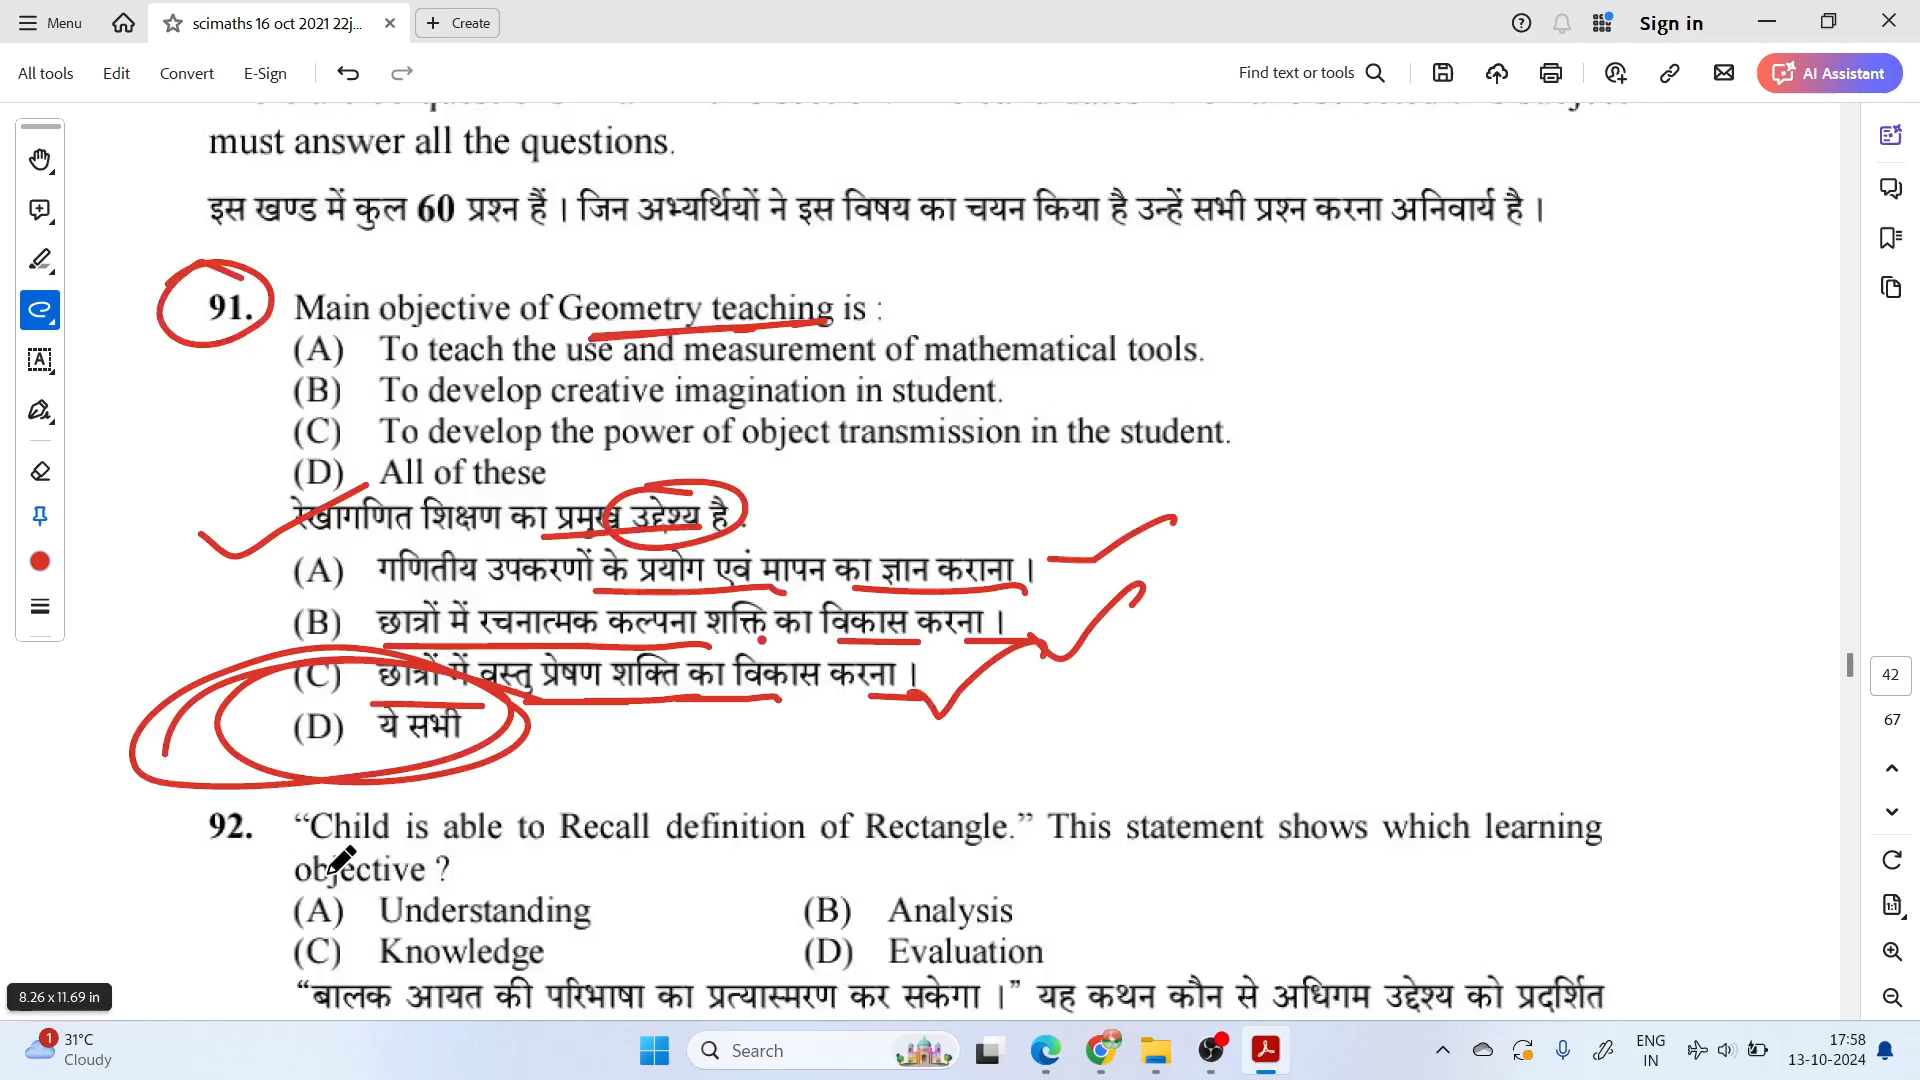 Menu
scimaths 16 oct 2021 22j...
Create
Sign in
All tools
Edit
Convert
E-Sign
Find text or tools
AI Assistant
must answer all the questions.
इस खण्ड में कुल 60 प्रश्न हैं । जिन अभ्यर्थियों ने इस विषय का चयन किया है उन्हें सभी प्रश्न करना अनिवार्य है ।
91. Main objective of Geometry teaching is :
(A) To teach the use and measurement of mathematical tools.
(B) To develop creative imagination in student.
(C) To develop the power of object transmission in the student.
(D) All of these
रेखागणित शिक्षण का प्रमुख उद्देश्य है :
(A) गणितीय उपकरणों के प्रयोग एवं मापन का ज्ञान कराना ।
(B) छात्रों में रचनात्मक कल्पना शक्ति का विकास करना ।
(C) छात्रों में वस्तु प्रेषण शक्ति का विकास करना ।
(D) ये सभी
92. “Child is able to Recall definition of Rectangle.” This statement shows which learning
objective ?
(A) Understanding (B) Analysis
(C) Knowledge (D) Evaluation
“बालक आयत की परिभाषा का प्रत्यास्मरण कर सकेगा ।” यह कथन कौन से अधिगम उद्देश्य को प्रदर्शित
42
67
8.26 x 11.69 in
1
31°C
Cloudy
Search
ENG
IN
17:58
13-10-2024